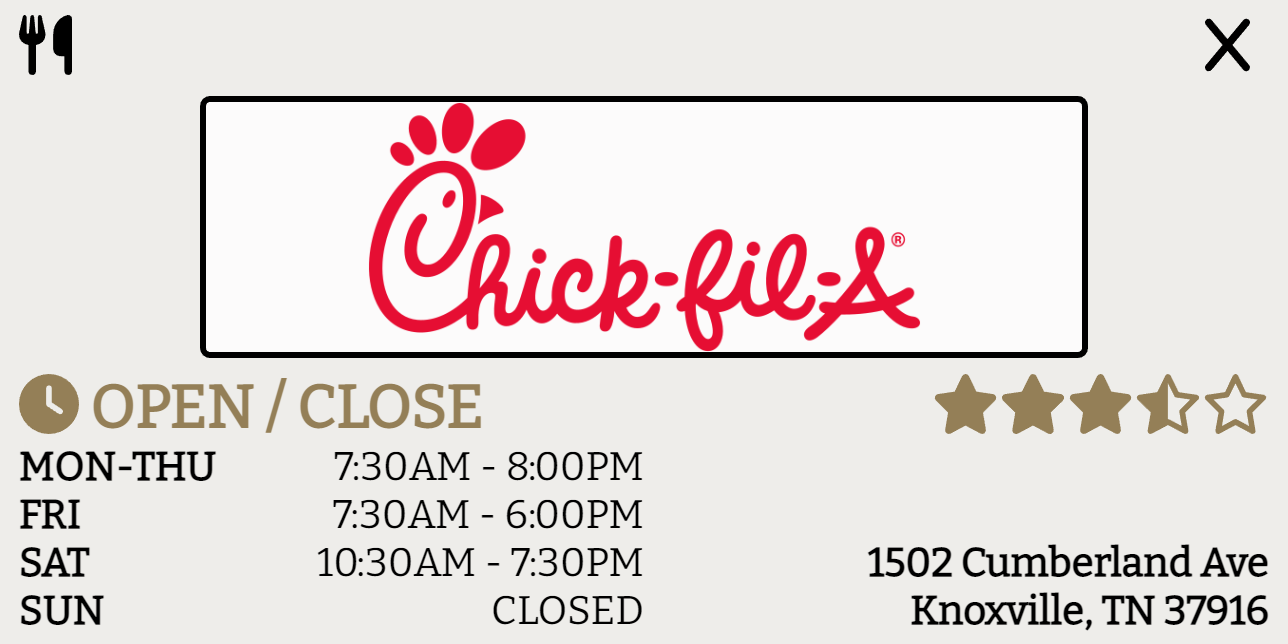 Chick-fil-A®
OPEN / CLOSE
MON-THU 7:30AM - 8:00PM
FRI 7:30AM - 6:00PM
SAT 10:30AM - 7:30PM
SUN CLOSED
1502 Cumberland Ave
Knoxville, TN 37916